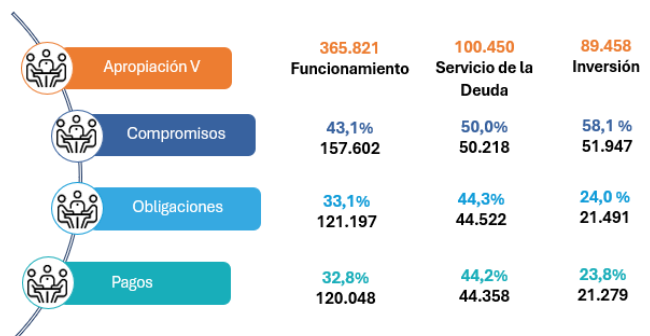 Apropiación V
365.821
100.450
89.458
Funcionamiento
Servicio de la
Deuda
Inversión
Compromisos
43,1%
50,0%
58,1 %
157.602
50.218
51.947
Obligaciones
33,1%
44,3%
24,0 %
121.197
44.522
21.491
Pagos
32,8%
44,2%
23,8%
120.048
44.358
21.279